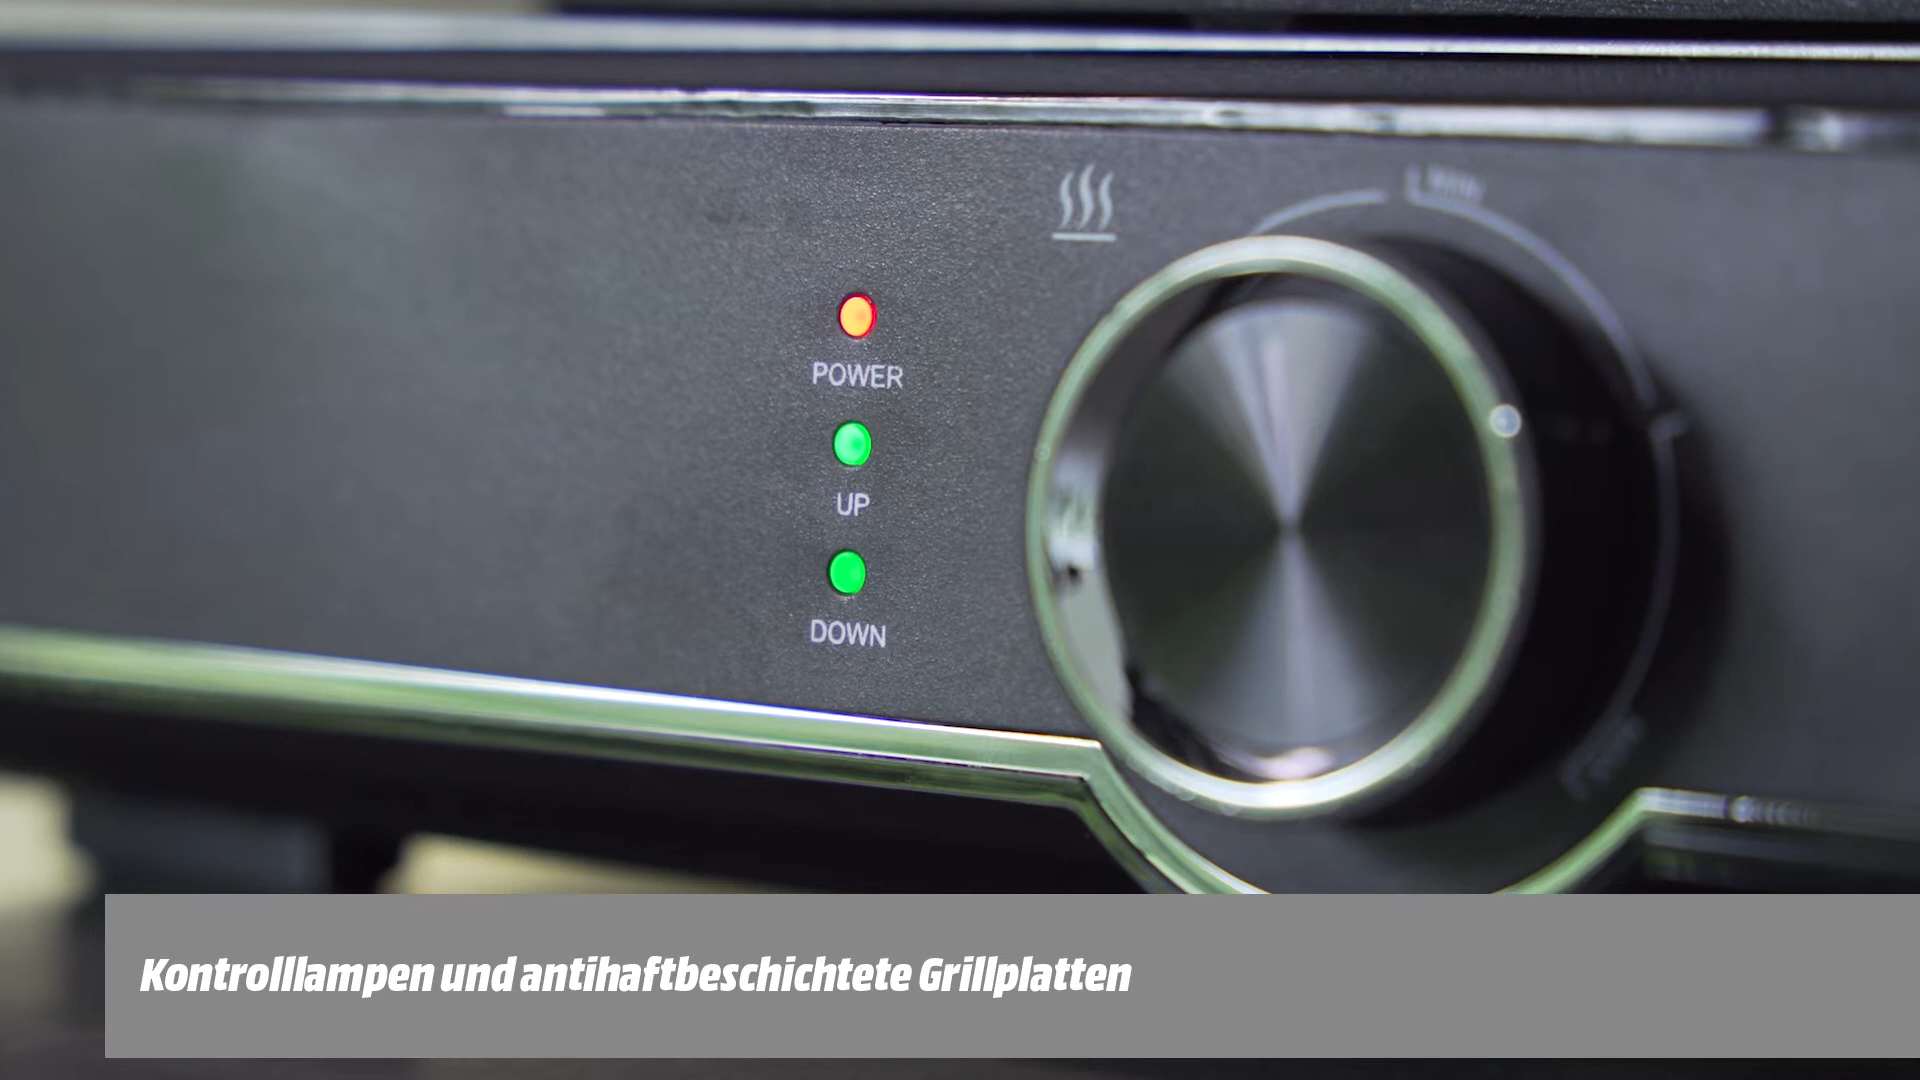 POWER
UP
DOWN
Kontrolllampen und antihaftbeschichtete Grillplatten